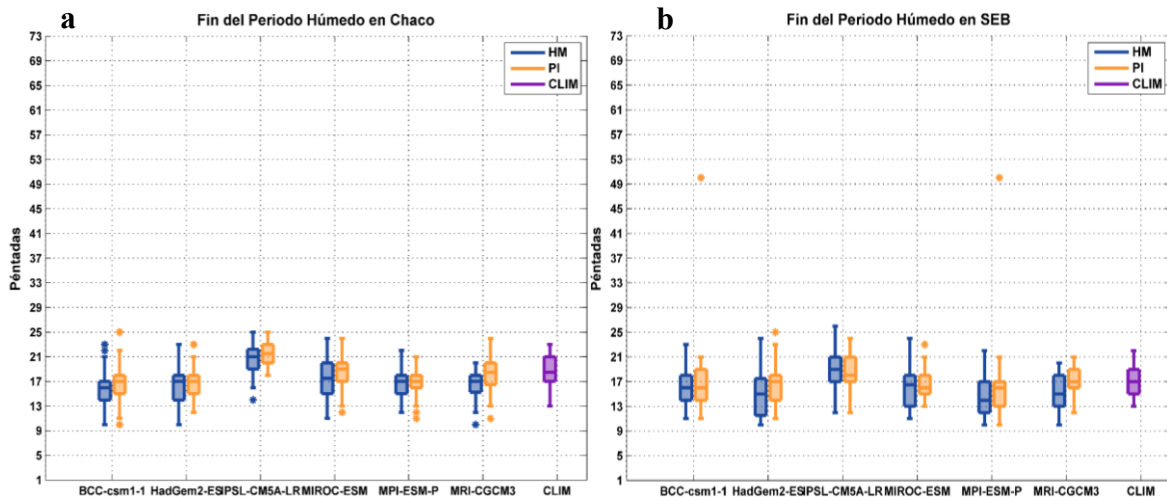 a
Fin del Periodo Húmedo en Chaco
73
69
65
61
57
53
49
45
41
37
33
29
25
21
17
13
9
5
1
Péntadas
HM
PI
CLIM
BCC-csm1-1 HadGem2-ES IPSL-CM5A-LR MIROC-ESM MPI-ESM-P MRI-CGCM3 CLIM
b
Fin del Periodo Húmedo en SEB
73
69
65
61
57
53
49
45
41
37
33
29
25
21
17
13
9
5
1
Péntadas
HM
PI
CLIM
BCC-csm1-1 HadGem2-ES IPSL-CM5A-LR MIROC-ESM MPI-ESM-P MRI-CGCM3 CLIM